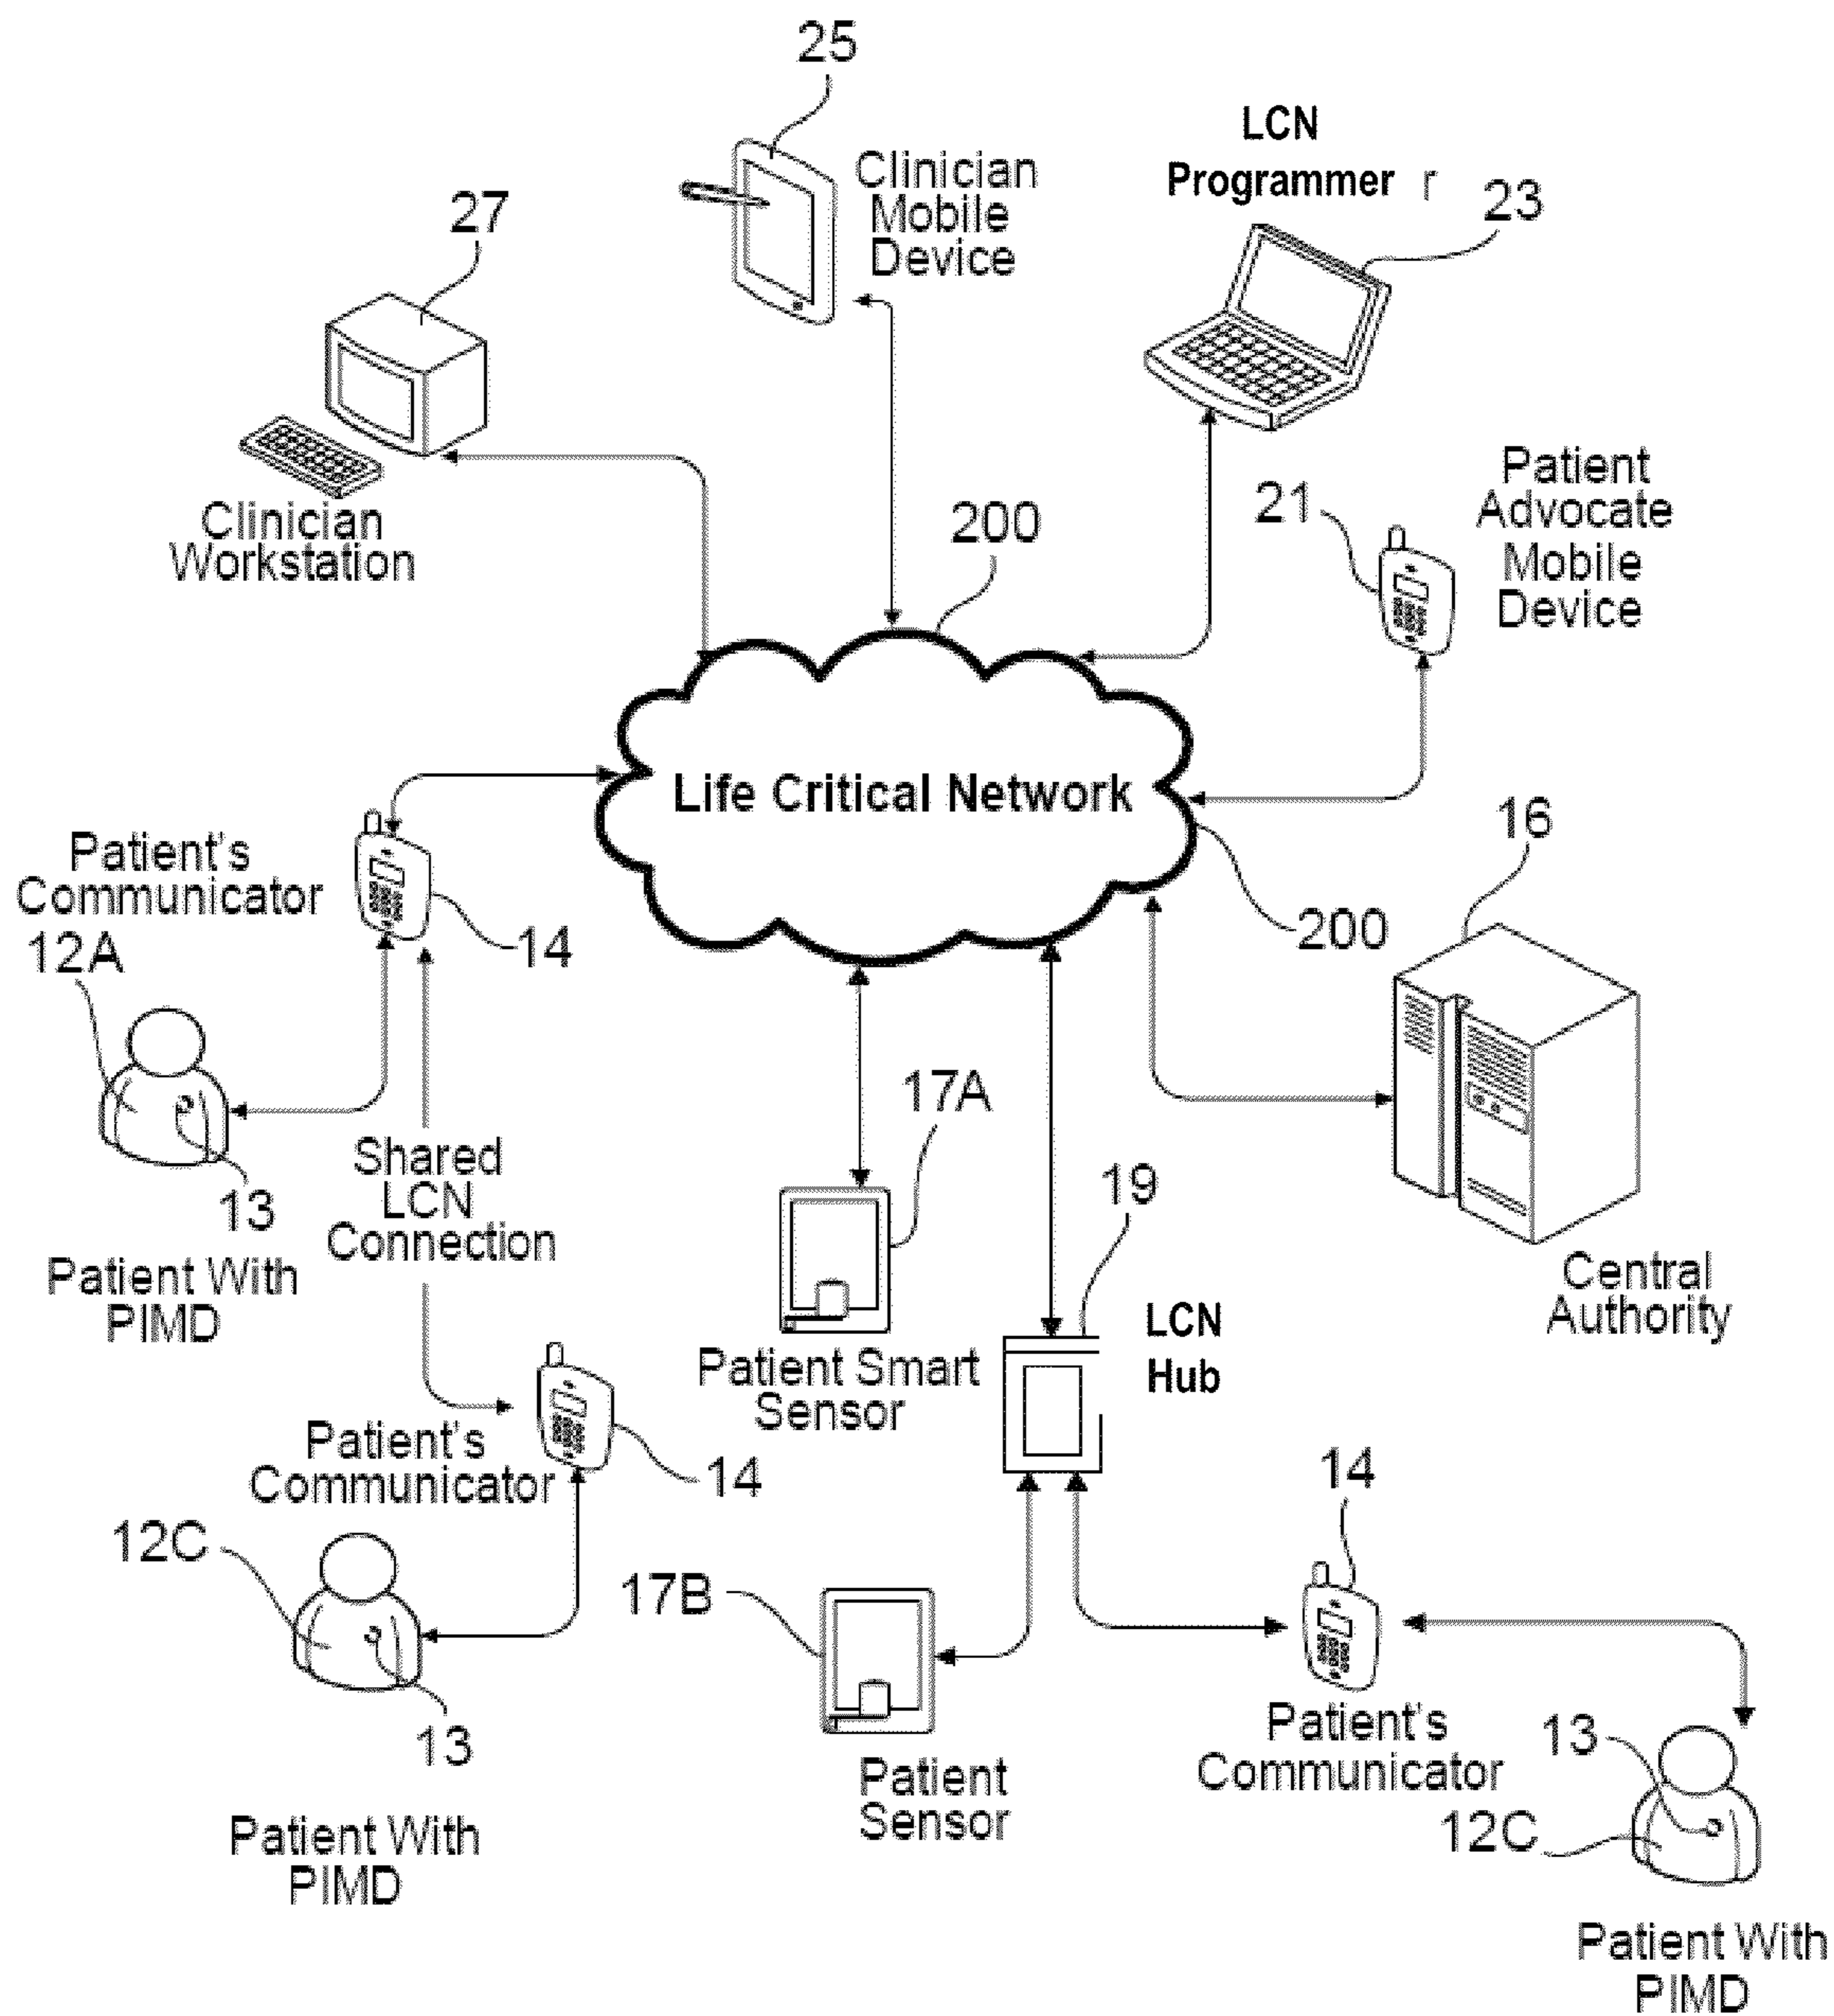 25
LCN
Programmer r
Clinician
Mobile
Device
23
27
Patient
Advocate
Mobile
Device
21
200
Clinician
Workstation
Life Critical Network
16
Patient's
Communicator
14
200
12A
17A
Shared
LCN
Connection
13
19
Patient With
PIMD
Central
Authority
LCN
Hub
Patient Smart
Sensor
Patient's
Communicator
14
14
12C
17B
13
Patient's
Communicator
13
Patient
Sensor
12C
Patient With
PIMD
Patient With
PIMD